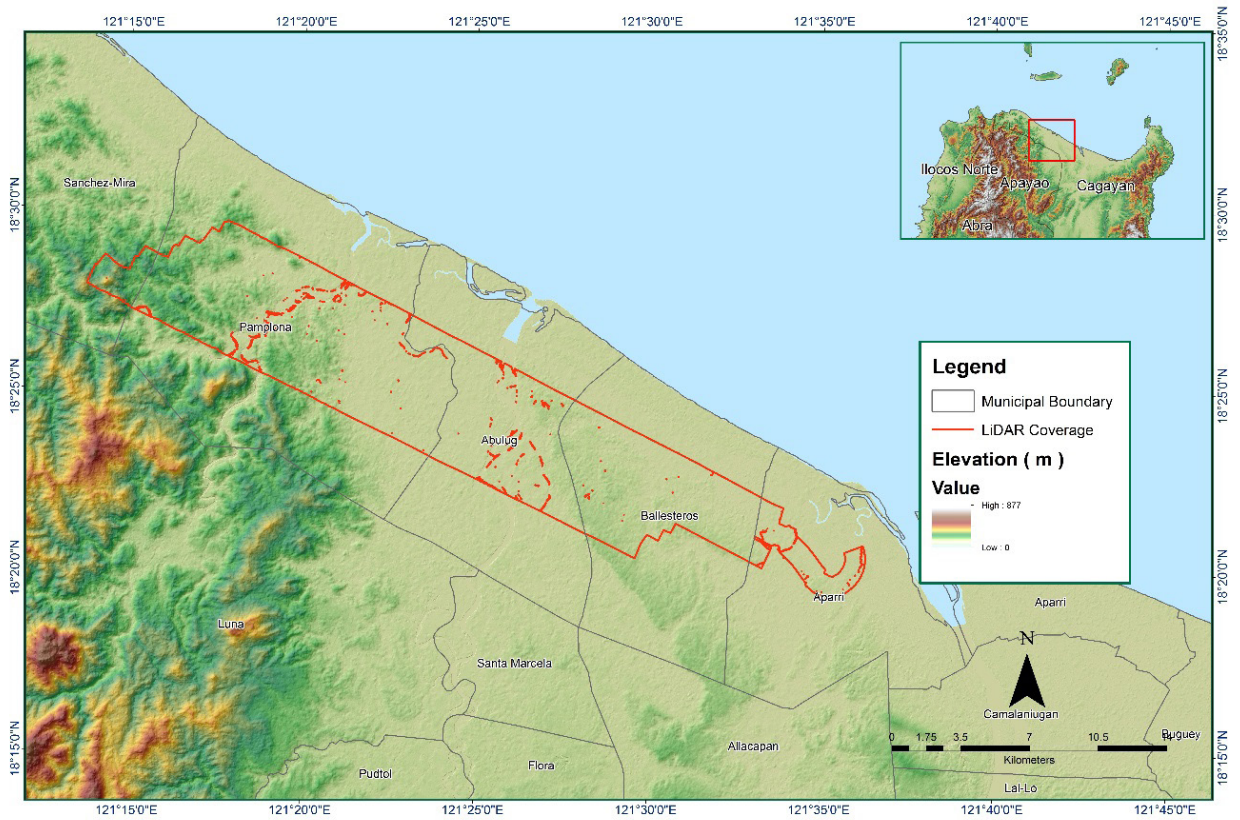 121°15'0"E 121°20'0"E 121°25'0"E 121°30'0"E 121°35'0"E 121°40'0"E 121°45'0"E
18°35'0"N
Sanchez-Mira
18°30'0"N
18°30'0"N
Ilocos Norte
Apayao
Cagayan
Abra
Pamplona
18°25'0"N
18°25'0"N
Abulug
Ballesteros
Legend
Municipal Boundary
LiDAR Coverage
Elevation ( m )
Value
High : 877
Low : 0
18°20'0"N
18°20'0"N
Aparri
Aparri
Luna
Santa Marcela
N
Camalaniugan
Buguey
Allacapan
0 1.75 3.5 7 10.5 14
Kilometers
18°15'0"N
18°15'0"N
Pudtol
Flora
Lal-Lo
121°15'0"E 121°20'0"E 121°25'0"E 121°30'0"E 121°35'0"E 121°40'0"E 121°45'0"E